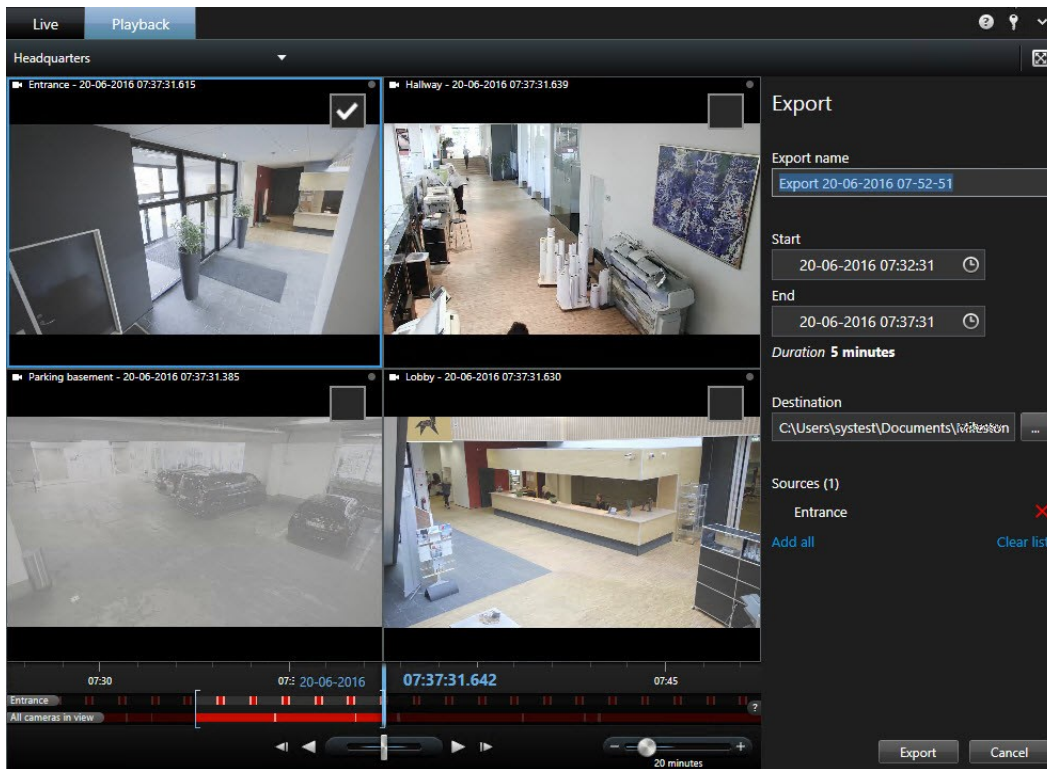 Live
Playback
Headquarters
Entrance - 20-06-2016 07:37:31.615
Hallway - 20-06-2016 07:37:31.639
Export
Export name
Export 20-06-2016 07-52-51
Start
20-06-2016 07:32:31
End
20-06-2016 07:37:31
Duration 5 minutes
Parking basement - 20-06-2016 07:37:31.385
Lobby - 20-06-2016 07:37:31.630
Destination
C:\Users\systest\Documents\
...
Sources (1)
Entrance
Add all
Clear list
07:30
07:
20-06-2016
07:37:31.642
07:45
Entrance
All cameras in view
?
20 minutes
Export
Cancel